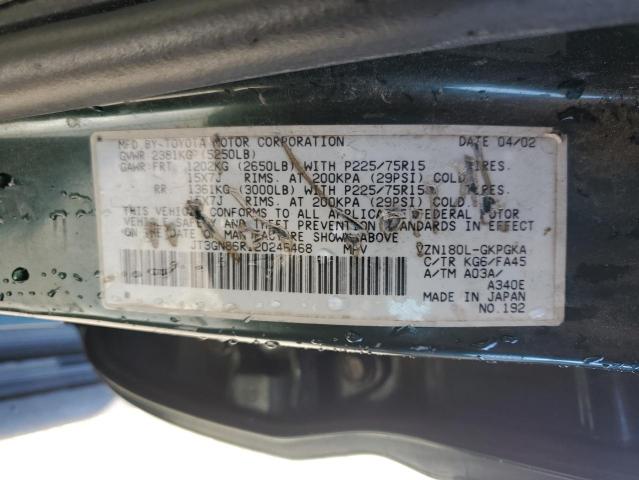 MFD BY-TOYOTA MOTOR CORPORATION DATE 04/02
GVWR 2381KG (5250LB)
GAWR-FRT 1202KG (2650LB) WITH P225/75R15 TIRES.
15X7J RIMS. AT 200KPA (29PSI) COLD.
RR 1361KG (3000LB) WITH P225/75R15 TIRES.
15X7J RIMS. AT 200KPA (29PSI) COLD.
THIS VEHICLE CONFORMS TO ALL APPLICABLE FEDERAL MOTOR
VEHICLE SAFETY AND THEFT PREVENTION STANDARDS IN EFFECT
ON THE DATE OF MANUFACTURE SHOWN ABOVE
MPV VZN180L-GKPGKA
C/TR KG6/FA45
A/TM A03A/
A340E
MADE IN JAPAN
NO.192